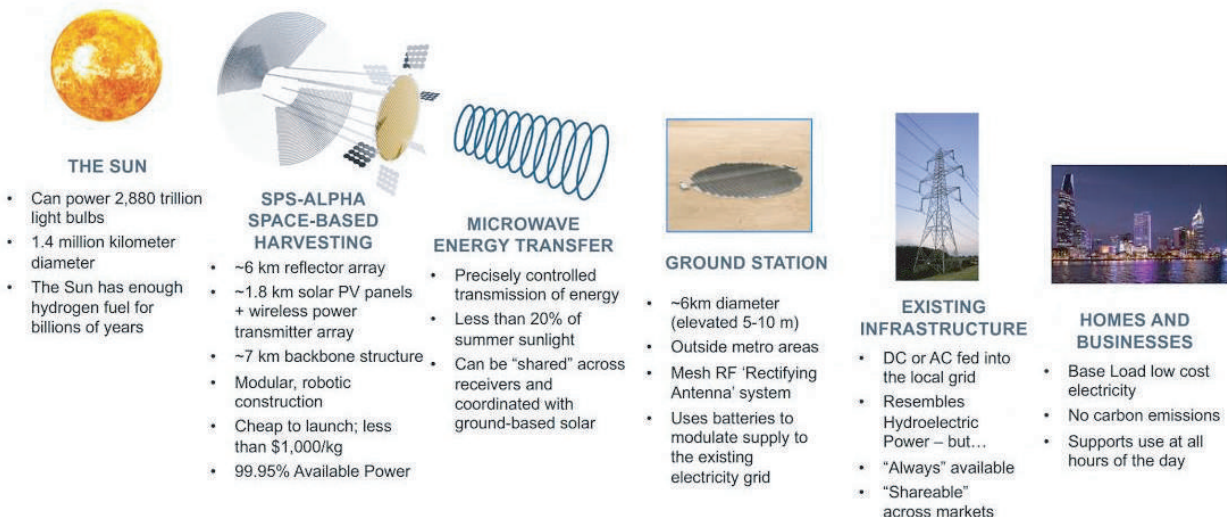 THE SUN
• Can power 2,880 trillion
light bulbs
• 1.4 million kilometer
diameter
• The Sun has enough
hydrogen fuel for
billions of years
SPS-ALPHA
SPACE-BASED
HARVESTING
• ~6 km reflector array
• ~1.8 km solar PV panels
+ wireless power
transmitter array
• ~7 km backbone structure
• Modular, robotic
construction
• Cheap to launch; less
than $1,000/kg
• 99.95% Available Power
MICROWAVE
ENERGY TRANSFER
• Precisely controlled
transmission of energy
• Less than 20% of
summer sunlight
• Can be “shared” across
receivers and
coordinated with
ground-based solar
GROUND STATION
• ~6km diameter
(elevated 5-10 m)
• Outside metro areas
• Mesh RF ‘Rectifying
Antenna’ system
• Uses batteries to
modulate supply to
the existing
electricity grid
EXISTING
INFRASTRUCTURE
• DC or AC fed into
the local grid
• Resembles
Hydroelectric
Power – but…
• “Always” available
• “Shareable”
across markets
HOMES AND
BUSINESSES
• Base Load low cost
electricity
• No carbon emissions
• Supports use at all
hours of the day